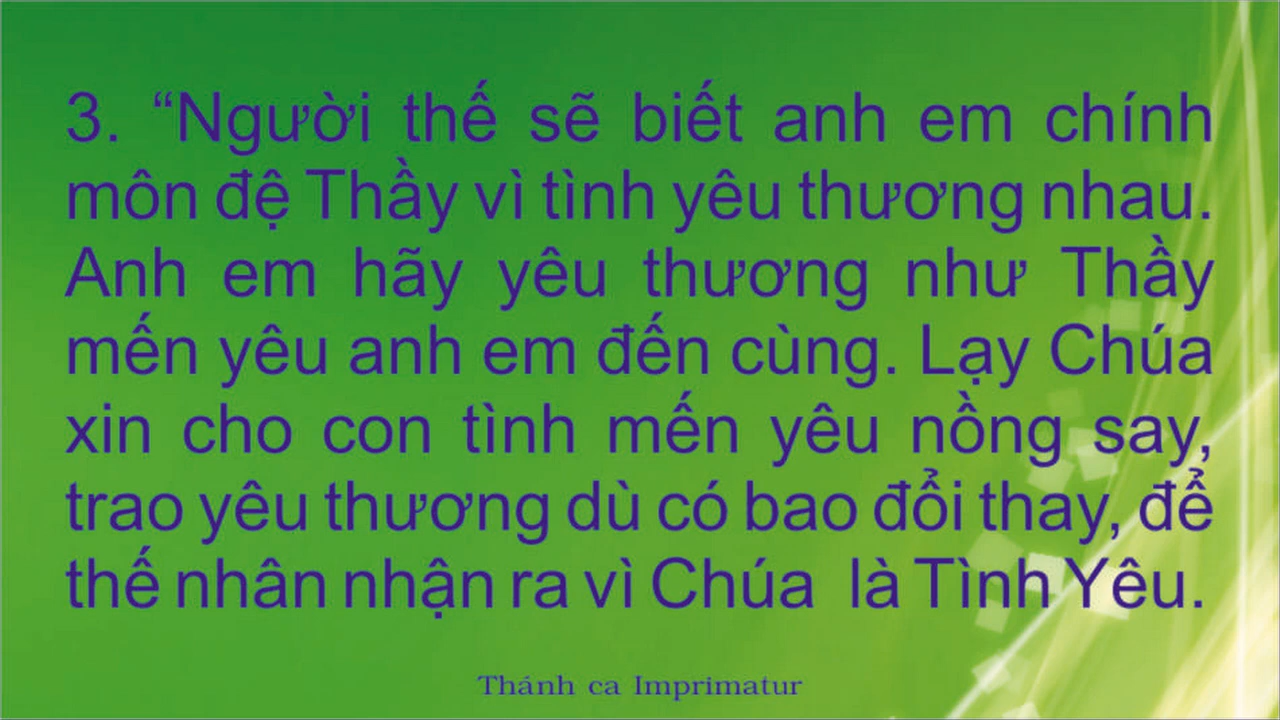 3. “Người thế sẽ biết anh em chính
môn đệ Thầy vì tình yêu thương nhau.
Anh em hãy yêu thương như Thầy
mến yêu anh em đến cùng. Lạy Chúa
xin cho con tình mến yêu nồng say,
trao yêu thương dù có bao đổi thay, để
thế nhân nhận ra vì Chúa là Tình Yêu.
Thánh ca Imprimatur